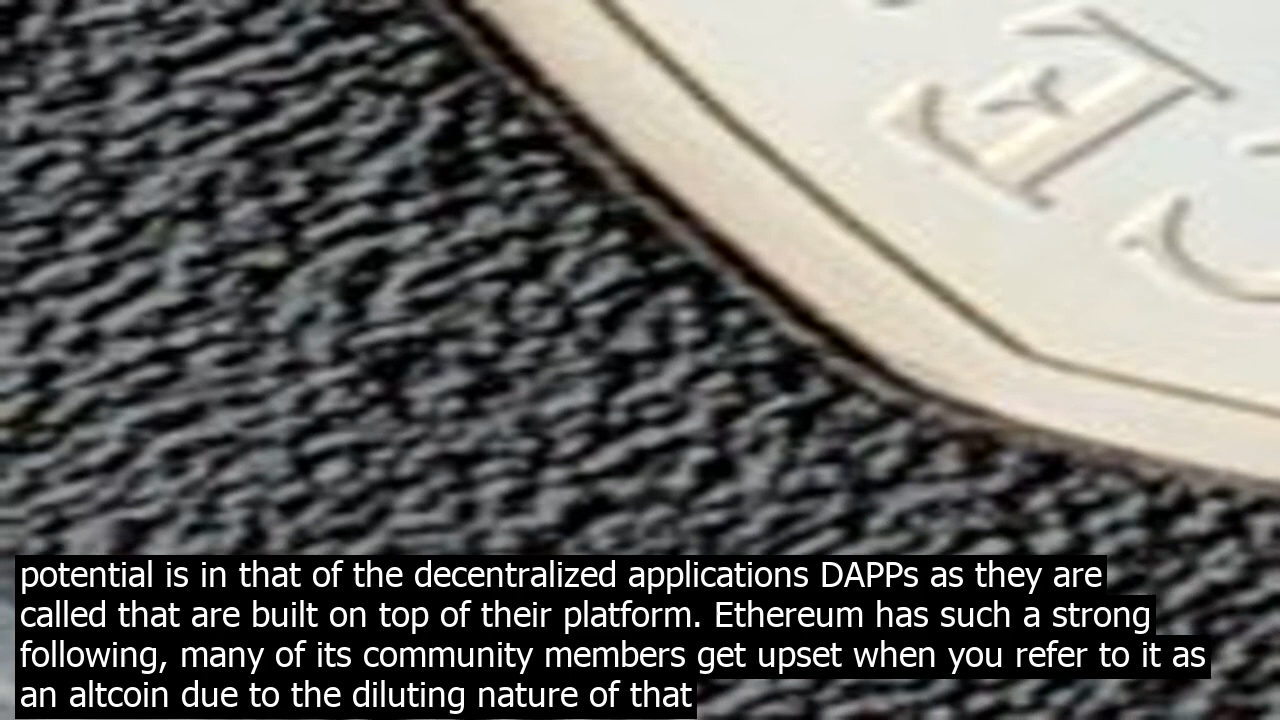 E
potential is in that of the decentralized applications DAPPs as they are
called that are built on top of their platform. Ethereum has such a strong
following, many of its community members get upset when you refer to it as
an altcoin due to the diluting nature of that